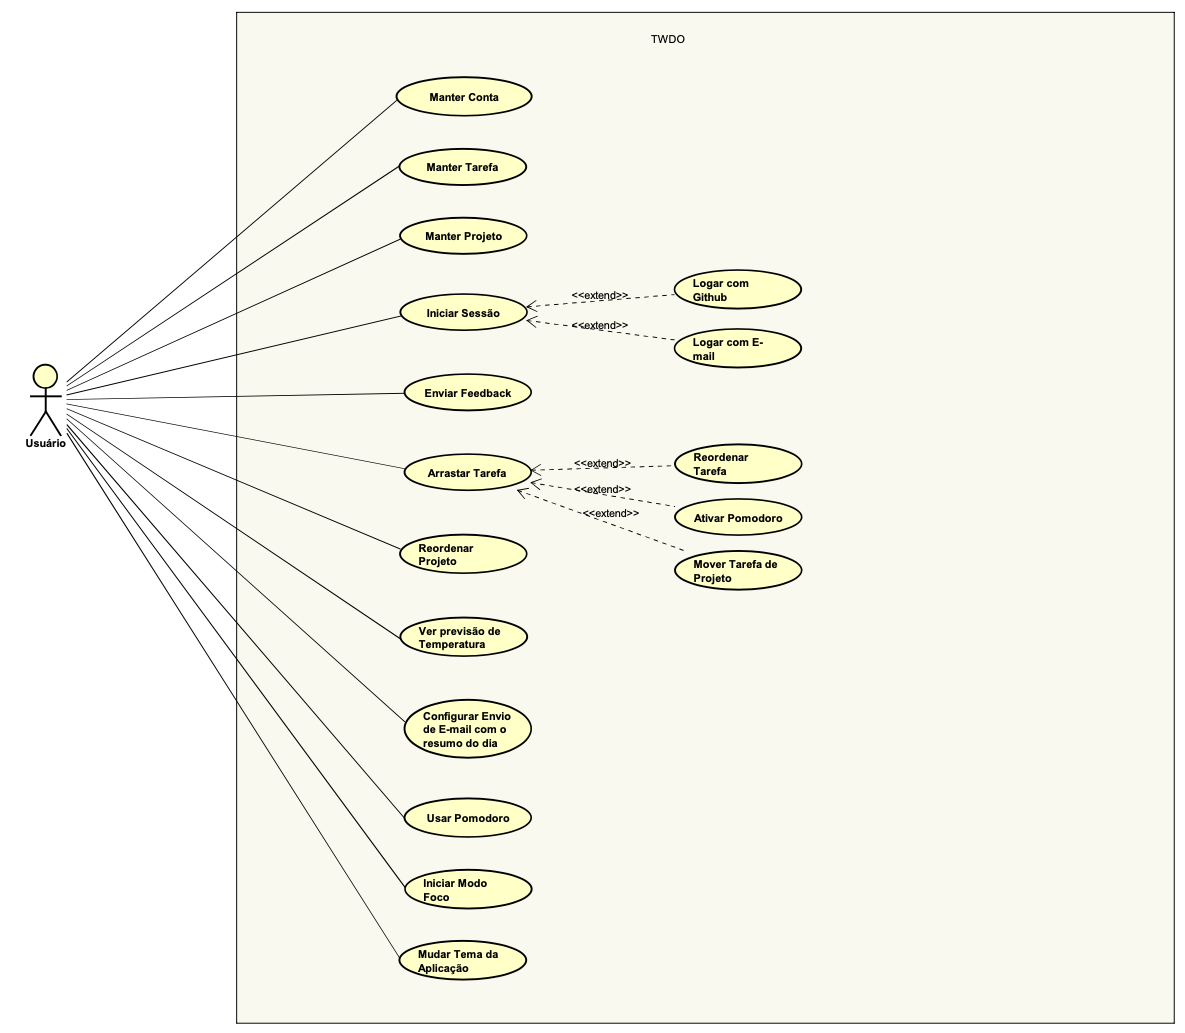 TWDO
Manter Conta
Manter Tarefa
Manter Projeto
Iniciar Sessão
<<extend>>
Logar com
Github
<<extend>>
Logar com E-
mail
Enviar Feedback
Usuário
Arrastar Tarefa
<<extend>>
Reordenar
Tarefa
<<extend>>
Ativar Pomodoro
<<extend>>
Mover Tarefa de
Projeto
Reordenar
Projeto
Ver previsão de
Temperatura
Configurar Envio
de E-mail com o
resumo do dia
Usar Pomodoro
Iniciar Modo
Foco
Mudar Tema da
Aplicação